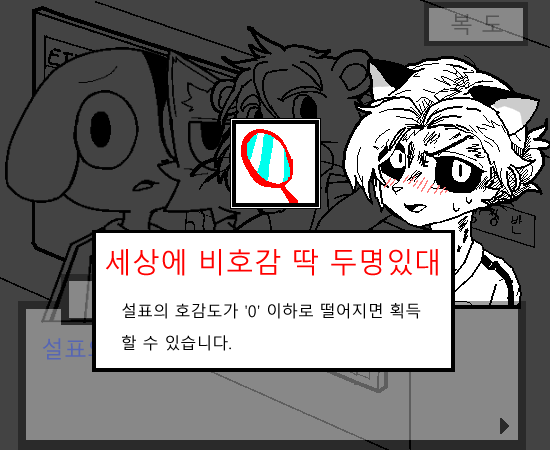 복 도
세상에 비호감 딱 두명있대
설표의 호감도가 '0' 이하로 떨어지면 획득
할 수 있습니다.
설표